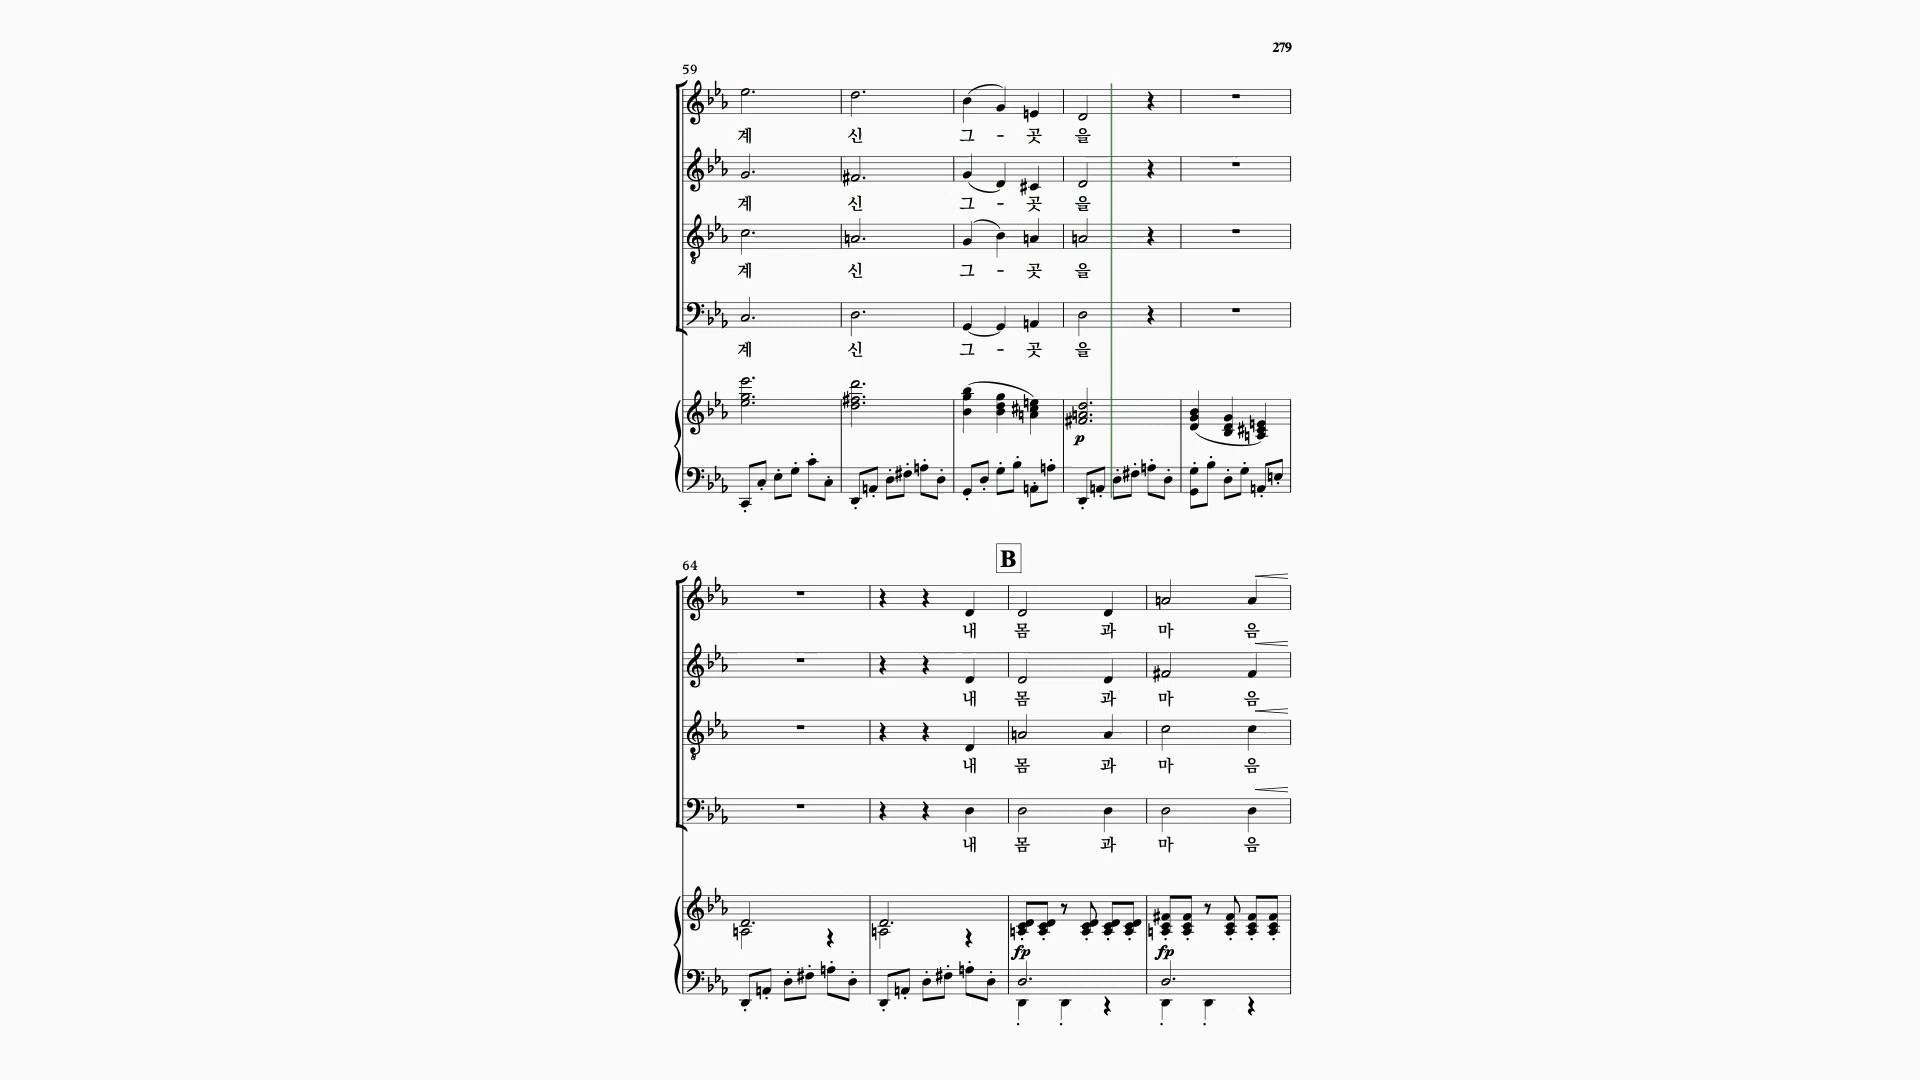 279
59
계 신 그 - 곳 을
계 신 그 - 곳 을
계 신 그 - 곳 을
계 신 그 - 곳 을
p
B
64
내 몸 과 마 음
내 몸 과 마 음
내 몸 과 마 음
내 몸 과 마 음
fp fp